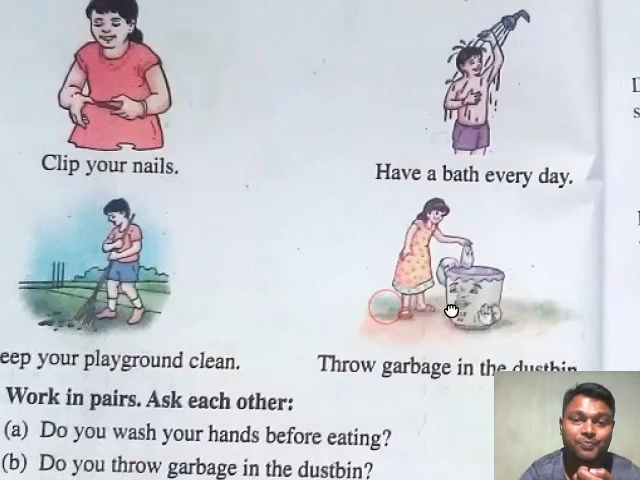 Clip your nails.
Have a bath every day.
eep your playground clean.
Throw garbage in the dustbin
Work in pairs. Ask each other:
(a) Do you wash your hands before eating?
(b) Do you throw garbage in the dustbin?